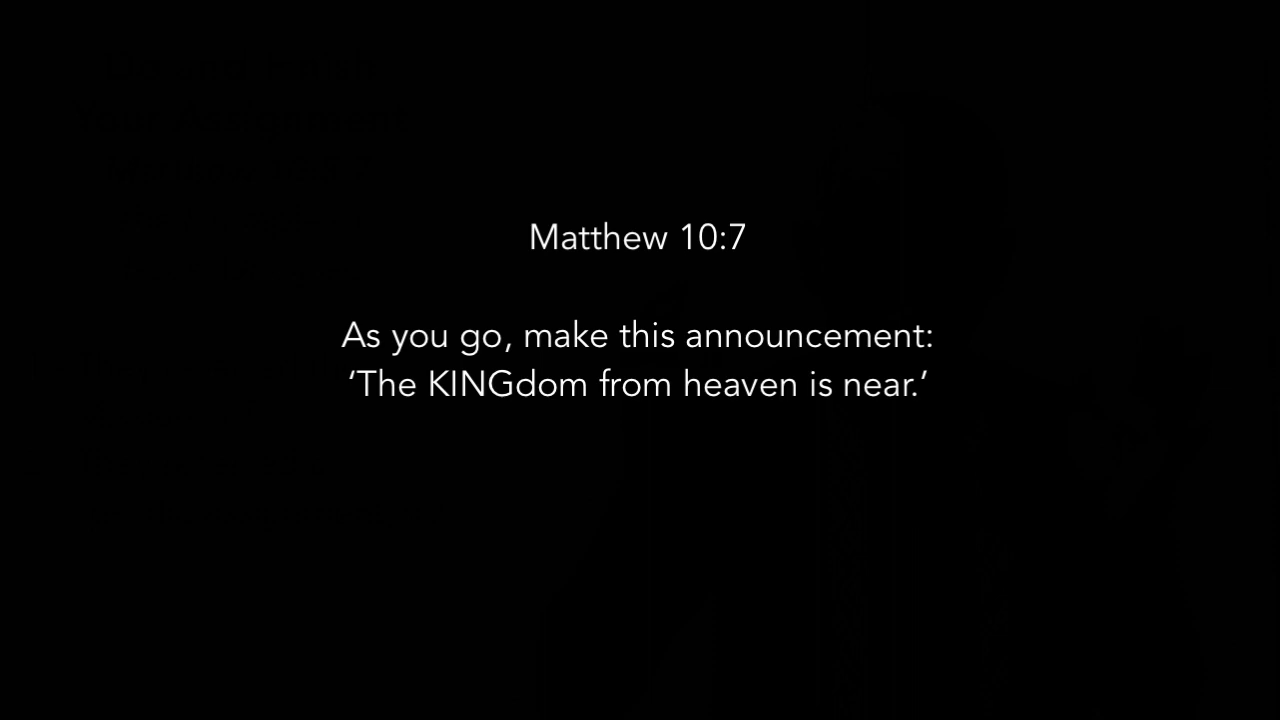 Matthew 10:7
As you go, make this announcement:
‘The KINGdom from heaven is near.’